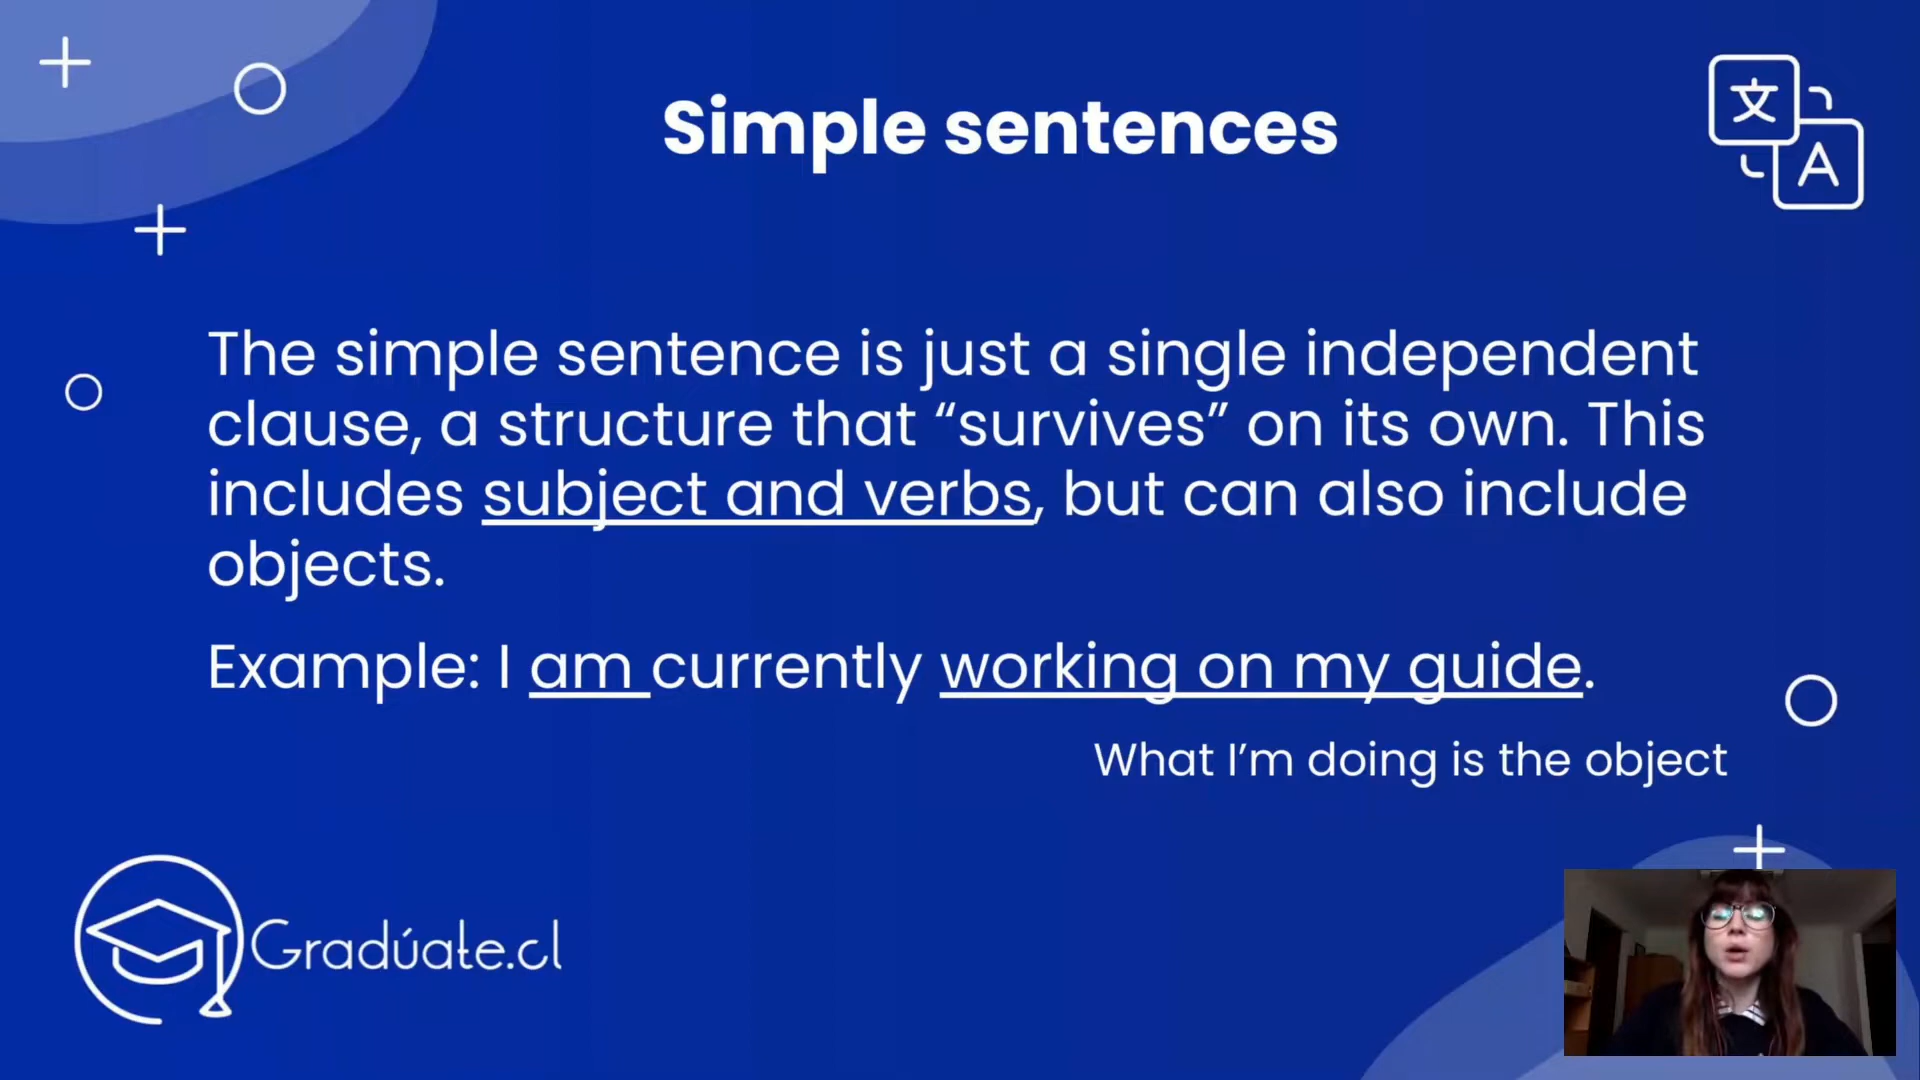 Simple sentences
文
A
The simple sentence is just a single independent
clause, a structure that “survives” on its own. This
includes subject and verbs, but can also include
objects.
Example: I am currently working on my guide.
What I’m doing is the object
Gradúate.cl